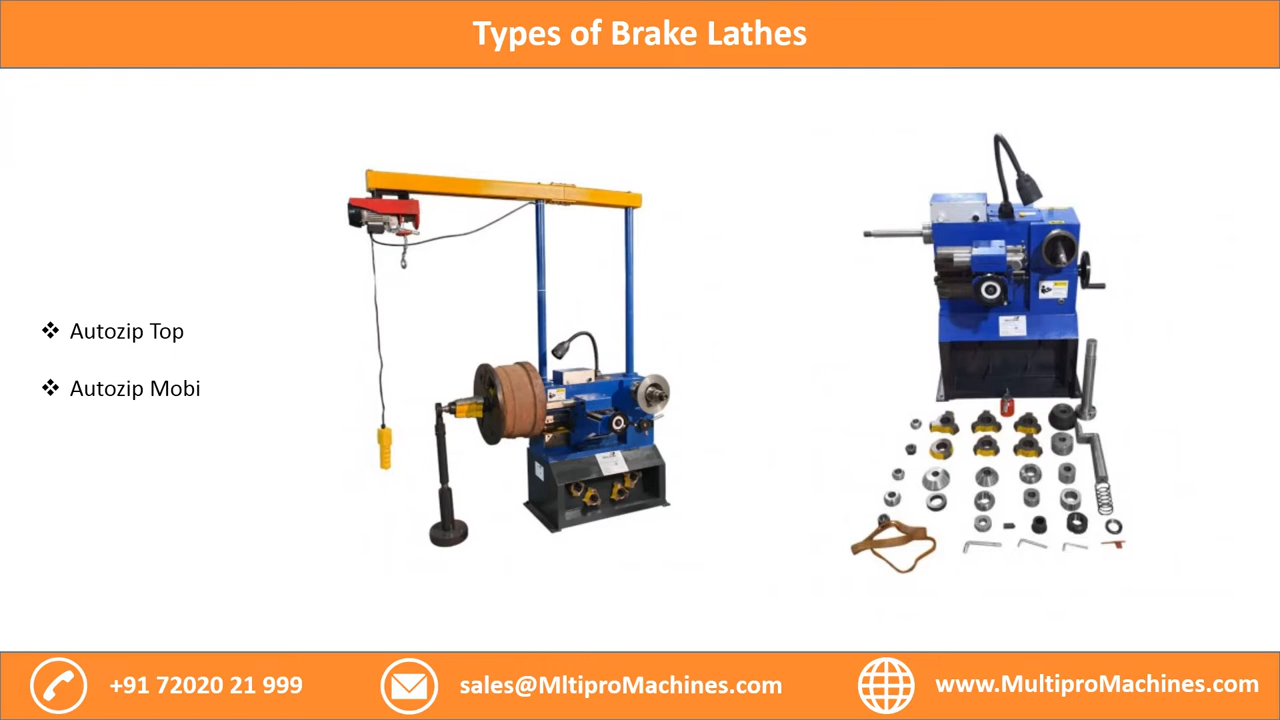 Types of Brake Lathes
❖ Autozip Top
❖ Autozip Mobi
+91 72020 21 999
sales@MltiproMachines.com
www.MultiproMachines.com